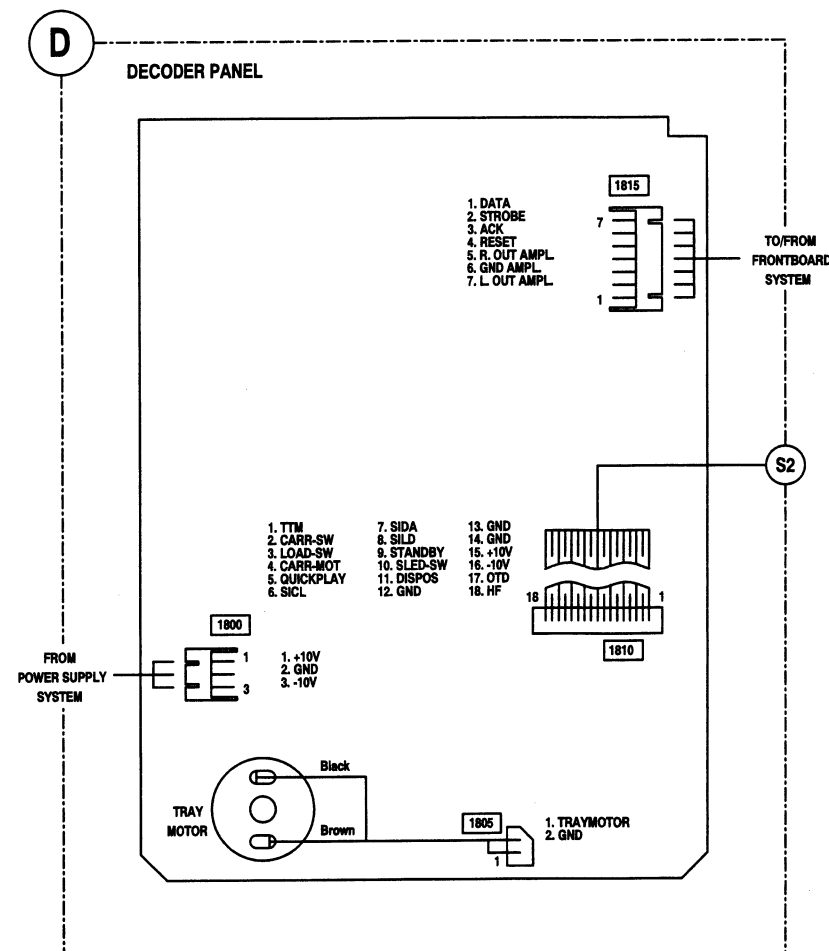 D
DECODER PANEL
1815
1. DATA
2. STROBE
3. ACK
4. RESET
5. R. OUT AMPL.
6. GND AMPL.
7. L. OUT AMPL.
7
1
TO/FROM
FRONTBOARD
SYSTEM
S2
1. TTM
2. CARR-SW
3. LOAD-SW
4. CARR-MOT
5. QUICKPLAY
6. SICL
7. SIDA
8. SILD
9. STANDBY
10. SLED-SW
11. DISPOS
12. GND
13. GND
14. GND
15. +10V
16. -10V
17. OTD
18. HF
18
1
1810
1800
FROM
POWER SUPPLY
SYSTEM
1
3
1. +10V
2. GND
3. -10V
Black
TRAY
MOTOR
Brown
1805
1
1. TRAYMOTOR
2. GND